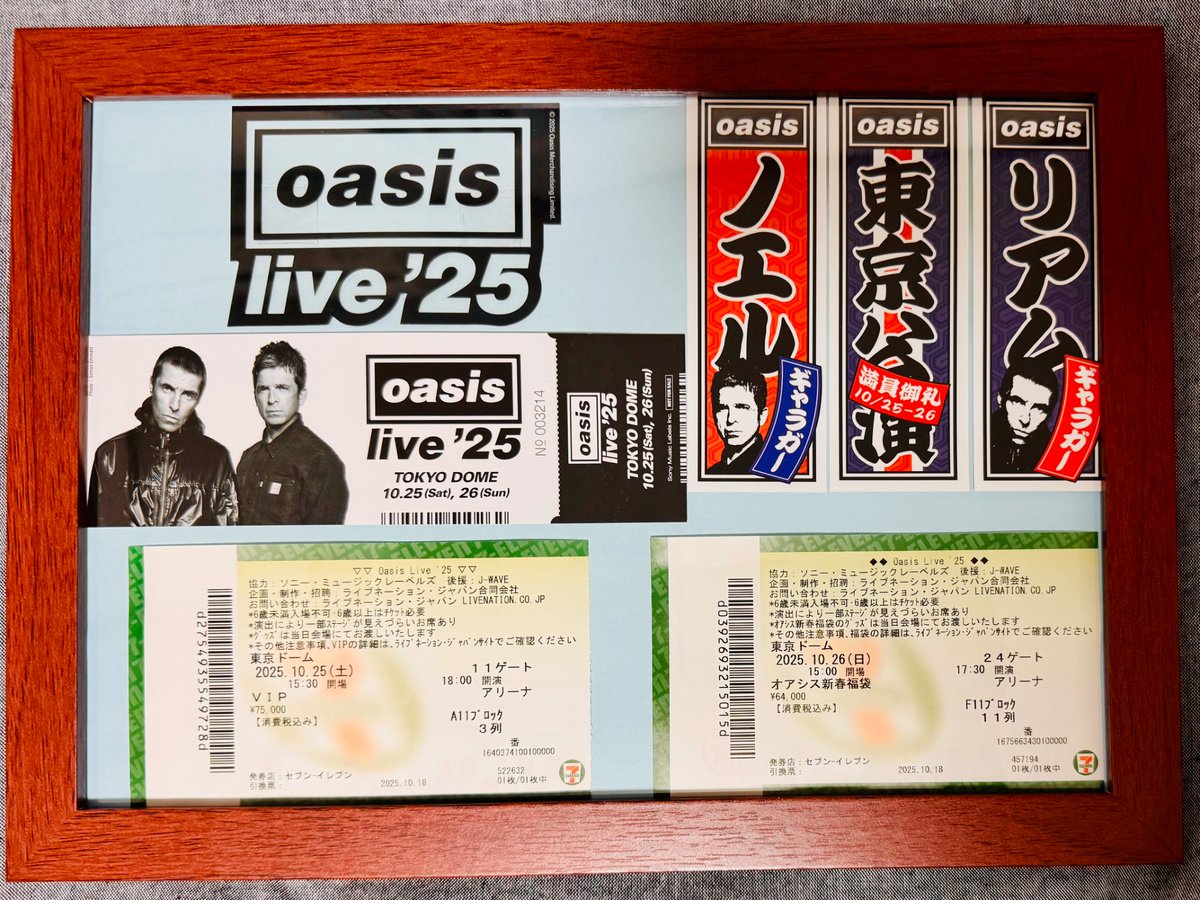 oasis
live '25
© 2025 Oasis Merchandising Limited.
oasis
ノエル
ギャラガー
oasis
東京公演
満員御礼
10/25-26
oasis
リアム
ギャラガー
oasis
live '25
TOKYO DOME
10.25(Sat), 26(Sun)
No 003214
oasis
live '25
TOKYO DOME
10.25(Sat), 26(Sun)
Sony Music Labels Inc. NOT FOR SALE
▽▽ Oasis Live '25 ▽▽
協力：ソニー・ミュージックレーベルズ 後援：J-WAVE
企画・制作・招聘：ライブネーション・ジャパン合同会社
お問い合わせ：ライブネーション・ジャパン LIVENATION.CO.JP
*6歳未満入場不可・6歳以上はﾁｹｯﾄ必要
*演出により一部ｽﾃｰｼﾞが見えづらいお席あり
*ｸﾞｯｽﾞは当日会場にてお渡しいたします
*その他注意事項、VIPの詳細は、ﾗｲﾌﾞﾈｰｼｮﾝ･ｼﾞｬﾊﾟﾝサイトでご確認ください
東京ドーム
2025.10.25(土)
15:30 開場
18:00 開演
11ゲート
アリーナ
VIP
¥75,000
【消費税込み】
A11ﾌﾞﾛｯｸ
3列
番
1640374100100000
発券店：セブン-イレブン
引換票：
2025.10.18
522632
01枚/01枚中
d27549355497​28d
◆◆ Oasis Live '25 ◆◆
協力：ソニー・ミュージックレーベルズ 後援：J-WAVE
企画・制作・招聘：ライブネーション・ジャパン合同会社
お問い合わせ：ライブネーション・ジャパン LIVENATION.CO.JP
*6歳未満入場不可・6歳以上はﾁｹｯﾄ必要
*演出により一部ｽﾃｰｼﾞが見えづらいお席あり
*ｵｱｼｽ新春福袋のｸﾞｯｽﾞは当日会場にてお渡しいたします
*その他注意事項、福袋の詳細は、ﾗｲﾌﾞﾈｰｼｮﾝ･ｼﾞｬﾊﾟﾝサイトでご確認ください
東京ドーム
2025.10.26(日)
15:00 開場
17:30 開演
24ゲート
アリーナ
オアシス新春福袋
¥64,000
【消費税込み】
F11ﾌﾞﾛｯｸ
11列
番
1675663430100000
発券店：セブン-イレブン
引換票：
2025.10.18
457194
01枚/01枚中
d03926932150​15d